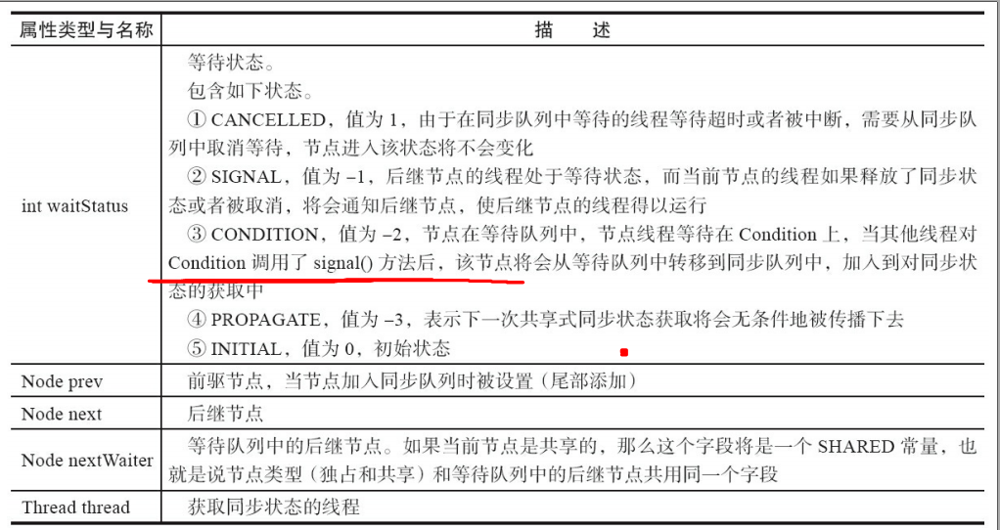 属性类型与名称 描 述
等待状态。
包含如下状态。
① CANCELLED，值为 1，由于在同步队列中等待的线程等待超时或者被中断，需要从同步队
列中取消等待，节点进入该状态将不会变化
② SIGNAL，值为 –1，后继节点的线程处于等待状态，而当前节点的线程如果释放了同步状
int waitStatus 态或者被取消，将会通知后继节点，使后继节点的线程得以运行
③ CONDITION，值为 –2，节点在等待队列中，节点线程等待在 Condition 上，当其他线程对
Condition 调用了 signal() 方法后，该节点将会从等待队列中转移到同步队列中，加入到对同步状
态的获取中
④ PROPAGATE，值为 –3，表示下一次共享式同步状态获取将会无条件地被传播下去
⑤ INITIAL，值为 0，初始状态
Node prev 前驱节点，当节点加入同步队列时被设置（尾部添加）
Node next 后继节点
Node nextWaiter 等待队列中的后继节点。如果当前节点是共享的，那么这个字段将是一个 SHARED 常量，也
就是说节点类型（独占和共享）和等待队列中的后继节点共用同一个字段
Thread thread 获取同步状态的线程